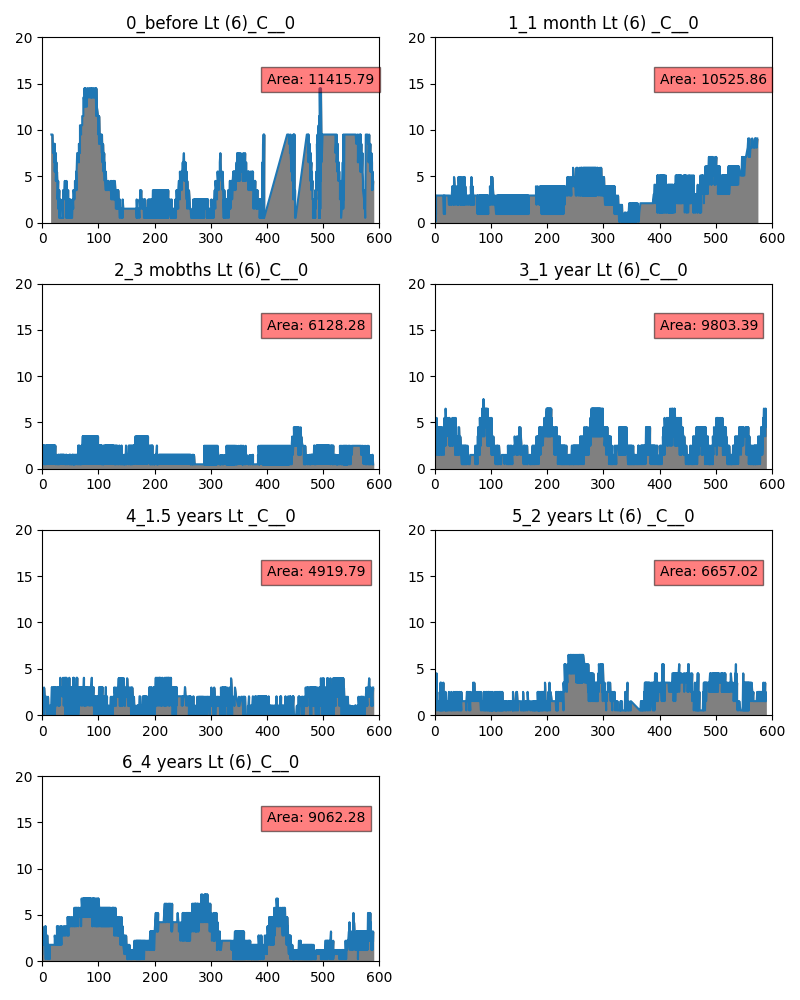 0_before Lt (6)_C__0
1_1 month Lt (6) _C__0
20
15
10
5
0
Area: 11415.79
0 100 200 300 400 500 600
20
15
10
5
0
Area: 10525.86
0 100 200 300 400 500 600
2_3 mobths Lt (6)_C__0
3_1 year Lt (6)_C__0
20
15
10
5
0
Area: 6128.28
0 100 200 300 400 500 600
20
15
10
5
0
Area: 9803.39
0 100 200 300 400 500 600
4_1.5 years Lt _C__0
5_2 years Lt (6) _C__0
20
15
10
5
0
Area: 4919.79
0 100 200 300 400 500 600
20
15
10
5
0
Area: 6657.02
0 100 200 300 400 500 600
6_4 years Lt (6)_C__0
20
15
10
5
0
Area: 9062.28
0 100 200 300 400 500 600